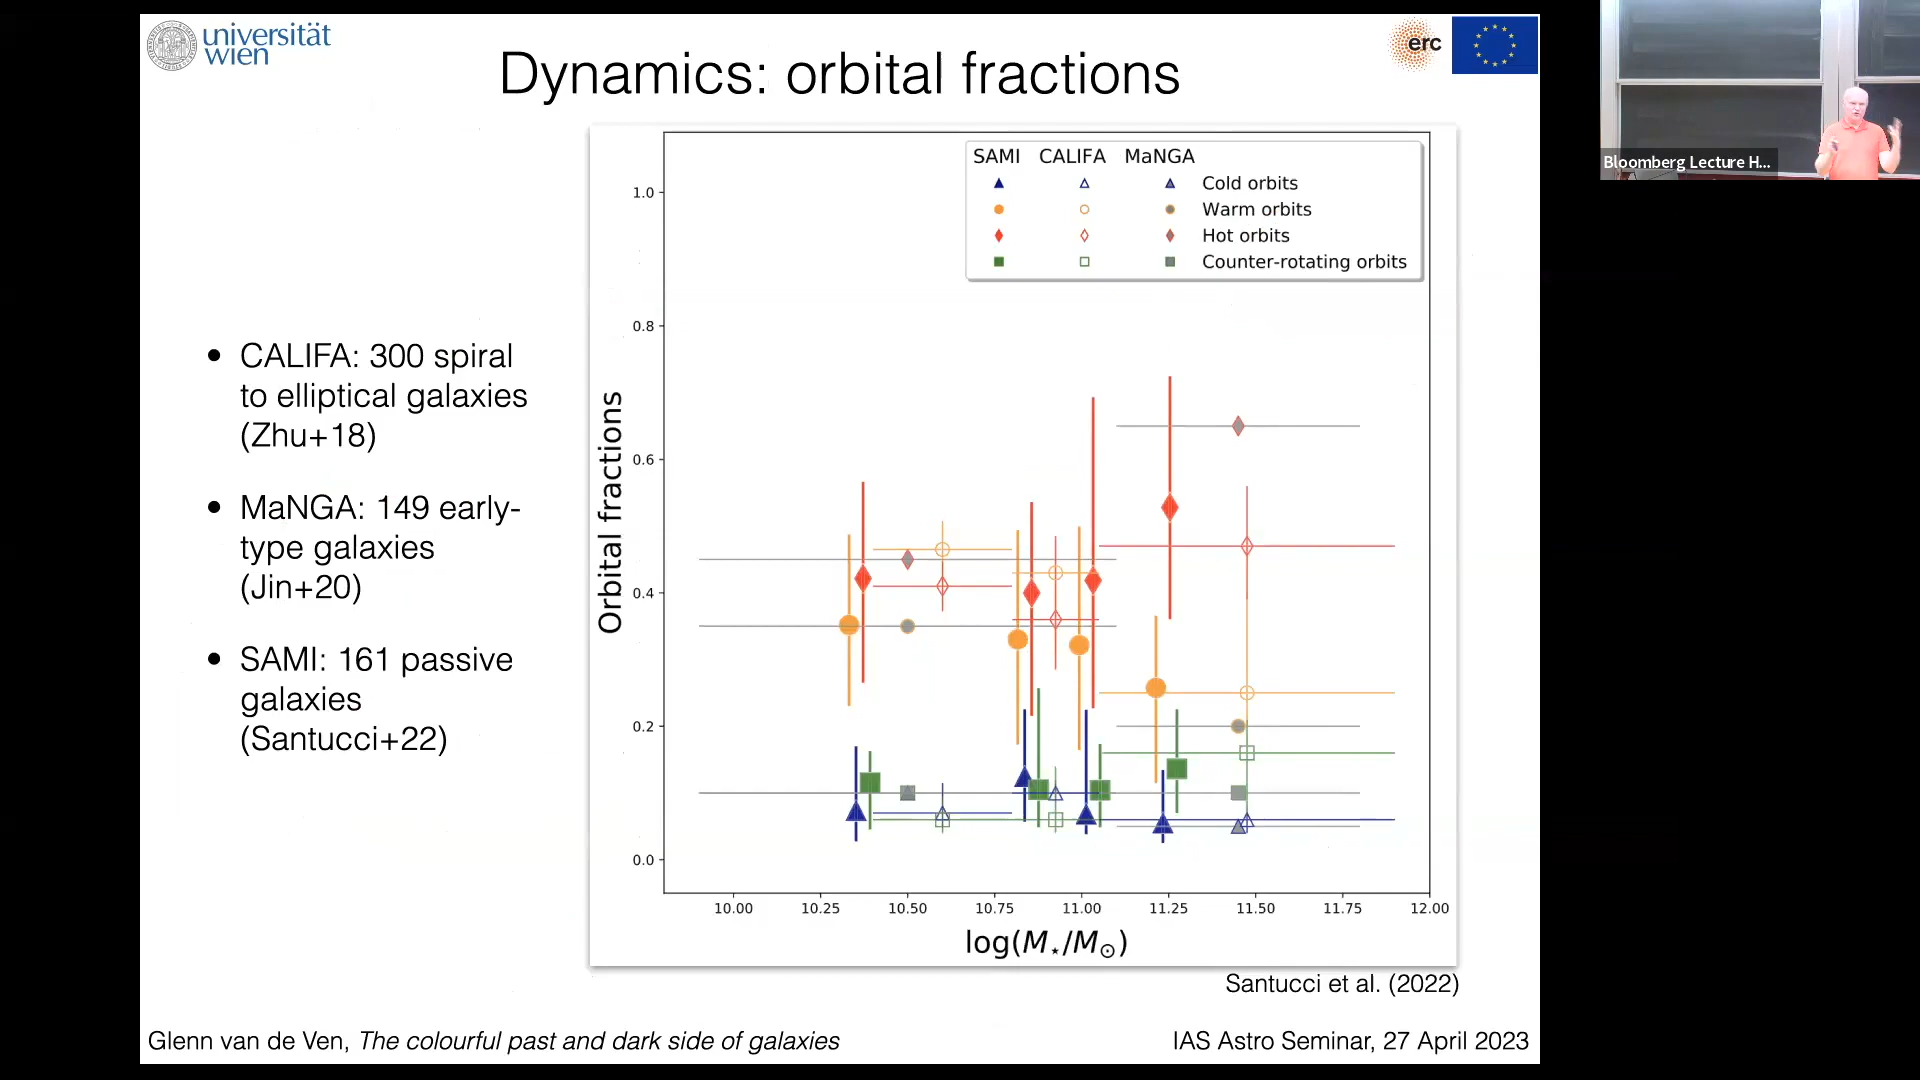 universität
wien
Dynamics: orbital fractions
erc
Bloomberg Lecture H...
• CALIFA: 300 spiral
to elliptical galaxies
(Zhu+18)
• MaNGA: 149 early-
type galaxies
(Jin+20)
• SAMI: 161 passive
galaxies
(Santucci+22)
SAMI CALIFA MaNGA
Cold orbits
Warm orbits
Hot orbits
Counter-rotating orbits
Orbital fractions
1.0
0.8
0.6
0.4
0.2
0.0
10.00 10.25 10.50 10.75 11.00 11.25 11.50 11.75 12.00
log(M⋆/M⊙)
Santucci et al. (2022)
Glenn van de Ven, The colourful past and dark side of galaxies
IAS Astro Seminar, 27 April 2023